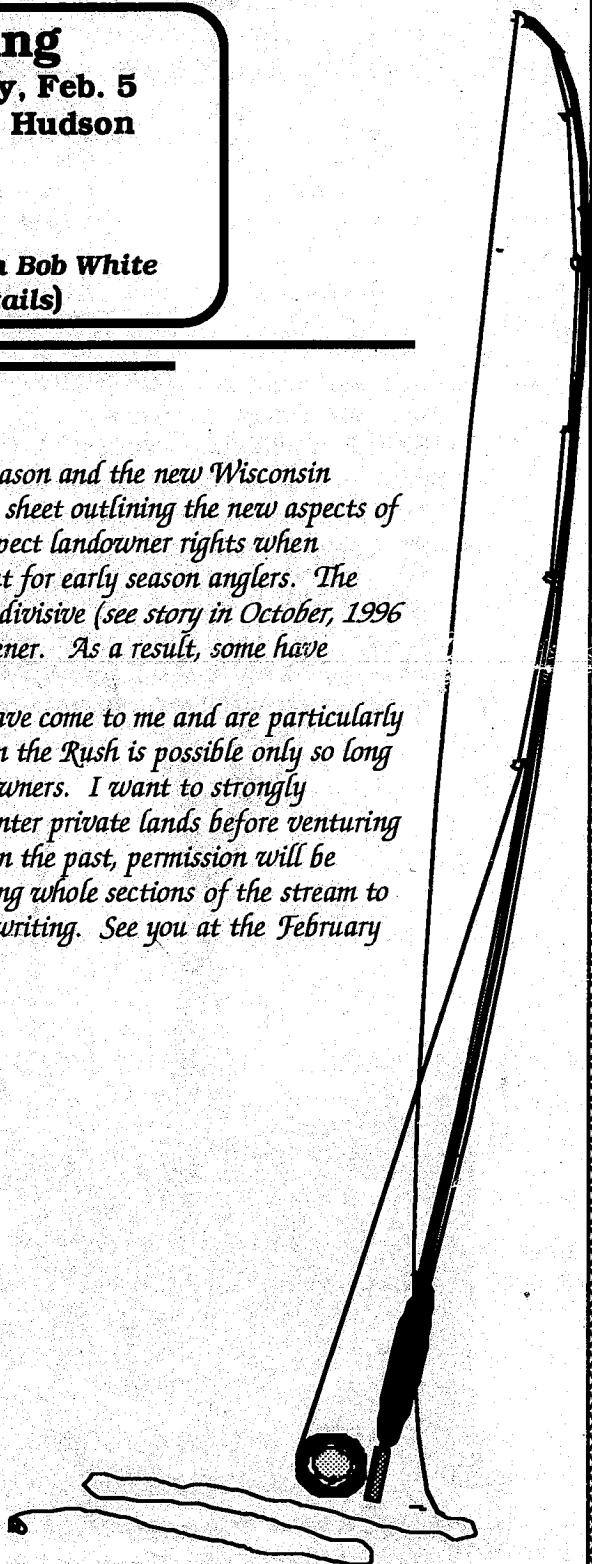 ng
y, Feb. 5
Hudson
Bob White
ails)
ason and the new Wisconsin
sheet outlining the new aspects of
pect landowner rights when
t for early season anglers. The
divisive (see story in October, 1996
ener. As a result, some have
ave come to me and are particularly
n the Rush is possible only so long
wners. I want to strongly
nter private lands before venturing
n the past, permission will be
ng whole sections of the stream to
writing. See you at the February